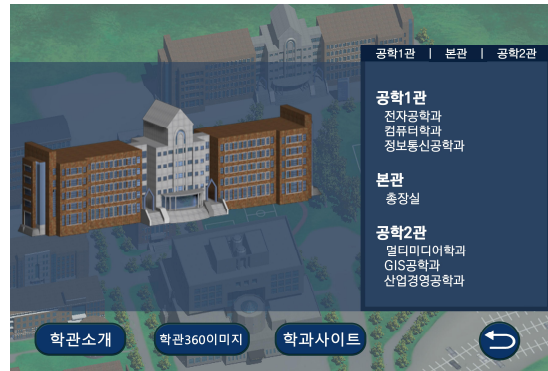 공학1관 | 본관 | 공학2관
공학1관
전자공학과
컴퓨터학과
정보통신공학과
본관
총장실
공학2관
멀티미디어학과
GIS공학과
산업경영공학과
학관소개
학관360이미지
학과사이트